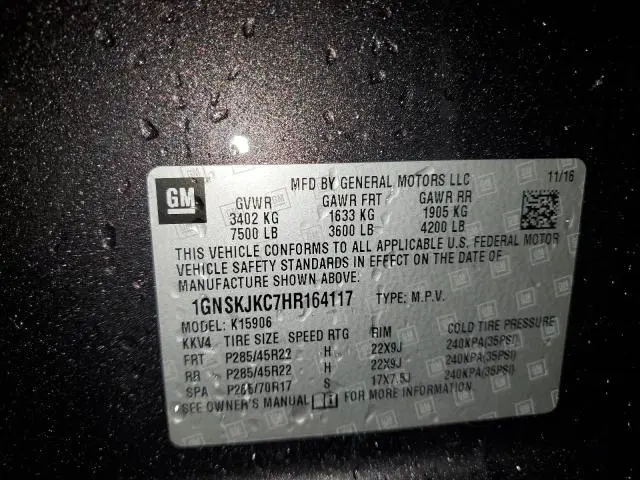 GM
MFD BY GENERAL MOTORS LLC 11/16
GVWR GAWR FRT GAWR RR
3402 KG 1633 KG 1905 KG
7500 LB 3600 LB 4200 LB
THIS VEHICLE CONFORMS TO ALL APPLICABLE U.S. FEDERAL MOTOR
VEHICLE SAFETY STANDARDS IN EFFECT ON THE DATE OF
MANUFACTURE SHOWN ABOVE.
1GNSKJKC7HR164117 TYPE: M.P.V.
MODEL: K15906
KKV4 TIRE SIZE SPEED RTG RIM COLD TIRE PRESSURE
FRT P285/45R22 H 22X9J 240KPA(35PSI)
RR P285/45R22 H 22X9J 240KPA(35PSI)
SPA P265/70R17 S 17X7.5J 240KPA(35PSI)
SEE OWNER'S MANUAL FOR MORE INFORMATION